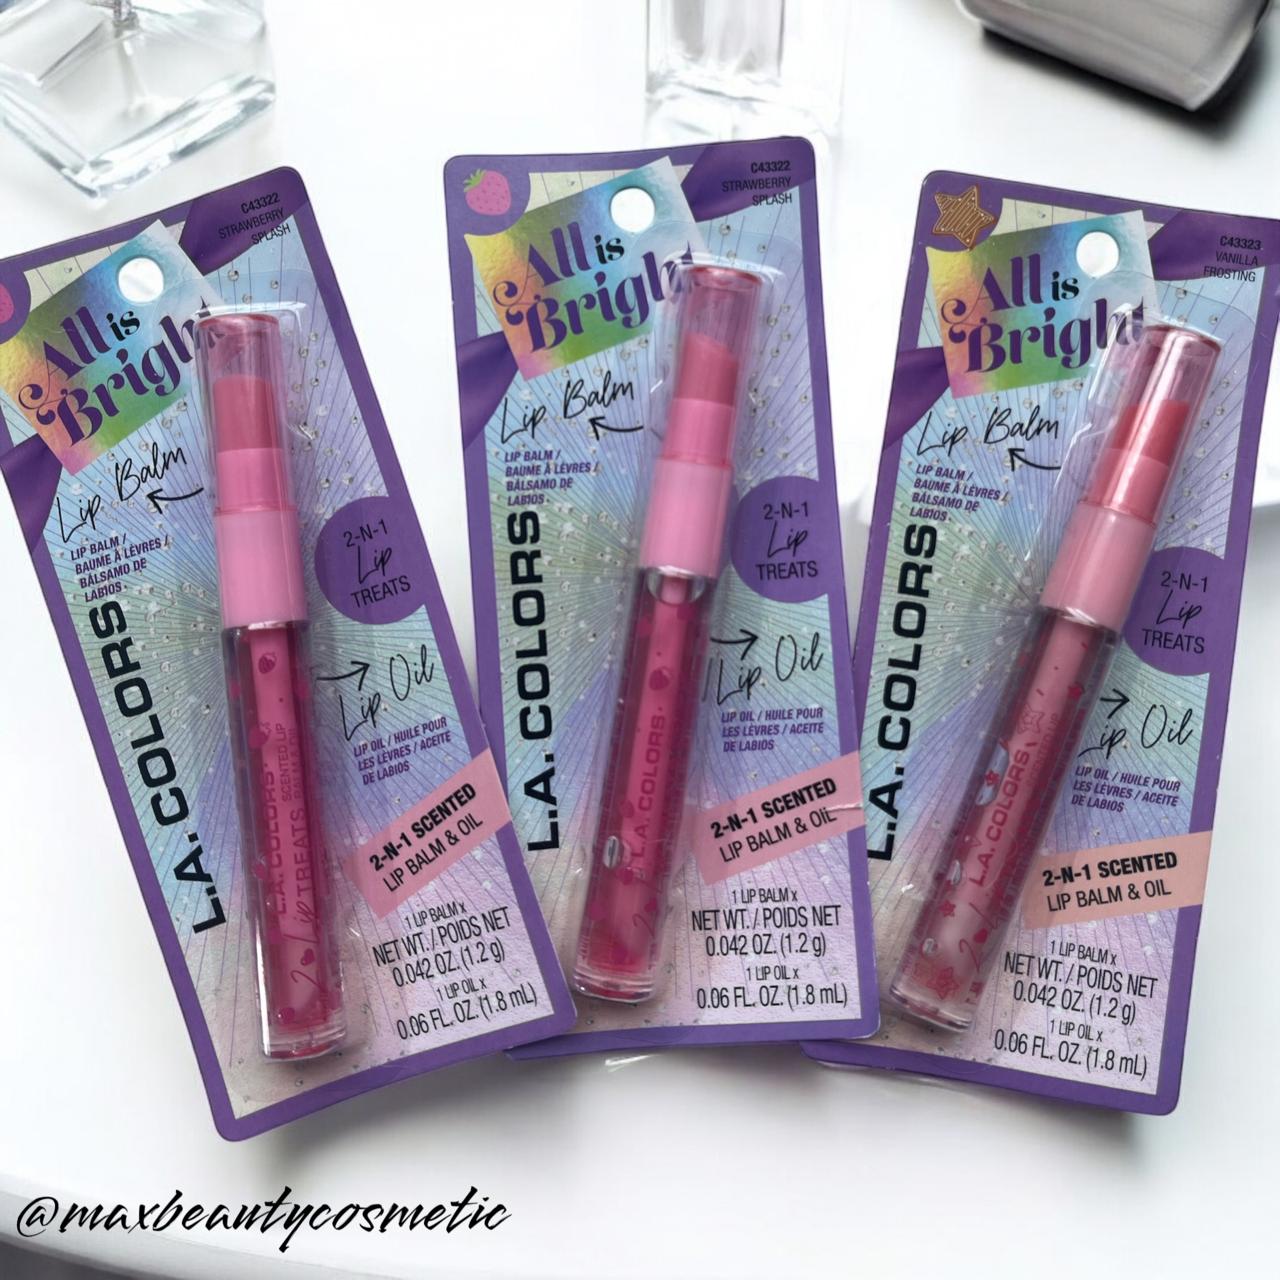 C43322
STRAWBERRY
SPLASH
All is
Bright
Lip Balm
LIP BALM /
BAUME À LÈVRES /
BÁLSAMO DE
LABIOS
L.A. COLORS
2-N-1
Lip
TREATS
Lip Oil
LIP OIL / HUILE POUR
LES LÈVRES / ACEITE
DE LABIOS
L.A. COLORS
SCENTED LIP
2-N-1 SCENTED
LIP BALM & OIL
1 LIP BALM x
NET WT. / POIDS NET
0.042 OZ. (1.2 g)
1 LIP OIL x
0.06 FL. OZ. (1.8 mL)
C43322
STRAWBERRY
SPLASH
All is
Bright
Lip Balm
LIP BALM /
BAUME À LÈVRES /
BÁLSAMO DE
LABIOS
L.A. COLORS
2-N-1
Lip
TREATS
Lip Oil
LIP OIL / HUILE POUR
LES LÈVRES / ACEITE
DE LABIOS
L.A. COLORS
2-N-1 SCENTED
LIP BALM & OIL
1 LIP BALM x
NET WT. / POIDS NET
0.042 OZ. (1.2 g)
1 LIP OIL x
0.06 FL. OZ. (1.8 mL)
C43323
VANILLA
FROSTING
All is
Bright
Lip Balm
LIP BALM /
BAUME À LÈVRES /
BÁLSAMO DE
LABIOS
L.A. COLORS
2-N-1
Lip
TREATS
Lip Oil
LIP OIL / HUILE POUR
LES LÈVRES / ACEITE
DE LABIOS
L.A. COLORS
2-N-1 SCENTED
LIP BALM & OIL
1 LIP BALM x
NET WT. / POIDS NET
0.042 OZ. (1.2 g)
1 LIP OIL x
0.06 FL. OZ. (1.8 mL)
@maxbeautycosmetic